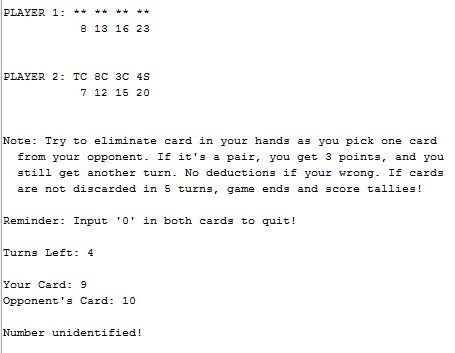 PLAYER 1: ** ** ** **
8 13 16 23
PLAYER 2: TC 8C 3C 4S
7 12 15 20
Note: Try to eliminate card in your hands as you pick one card
from your opponent. If it's a pair, you get 3 points, and you
still get another turn. No deductions if your wrong. If cards
are not discarded in 5 turns, game ends and score tallies!
Reminder: Input '0' in both cards to quit!
Turns Left: 4
Your Card: 9
Opponent's Card: 10
Number unidentified!